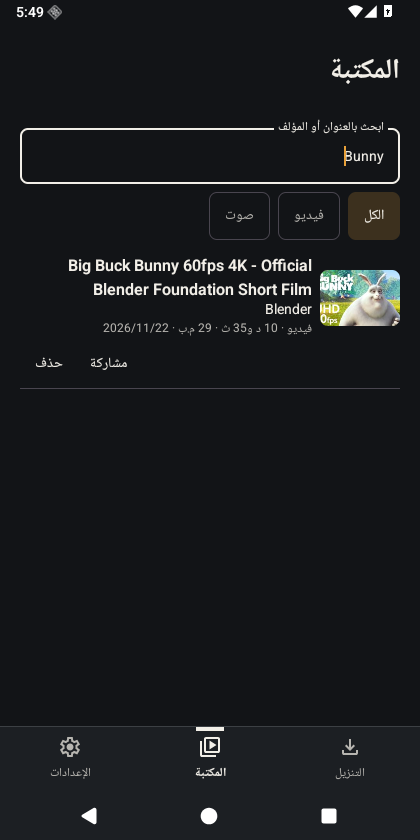 5:49
المكتبة
ابحث بالعنوان أو المؤلف
Bunny
الكل
فيديو
صوت
Big Buck Bunny 60fps 4K - Official
Blender Foundation Short Film
Blender
فيديو · 10 د و35 ث · 29 م.ب · 2026/11/22
مشاركة
حذف
التنزيل
المكتبة
الإعدادات